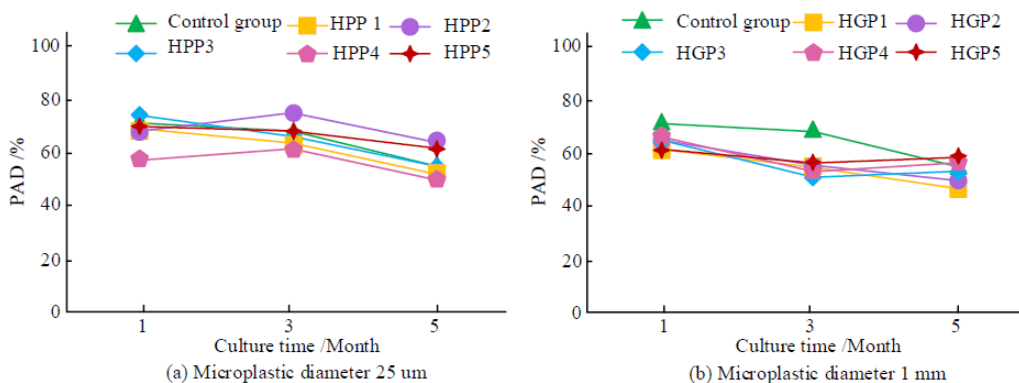 Control group HPP 1 HPP2
HPP3 HPP4 HPP5
100
80
60
40
20
0
PAD /%
1 3 5
Culture time /Month
(a) Microplastic diameter 25 um
Control group HGP1 HGP2
HGP3 HGP4 HGP5
100
80
60
40
20
0
PAD /%
1 3 5
Culture time /Month
(b) Microplastic diameter 1 mm